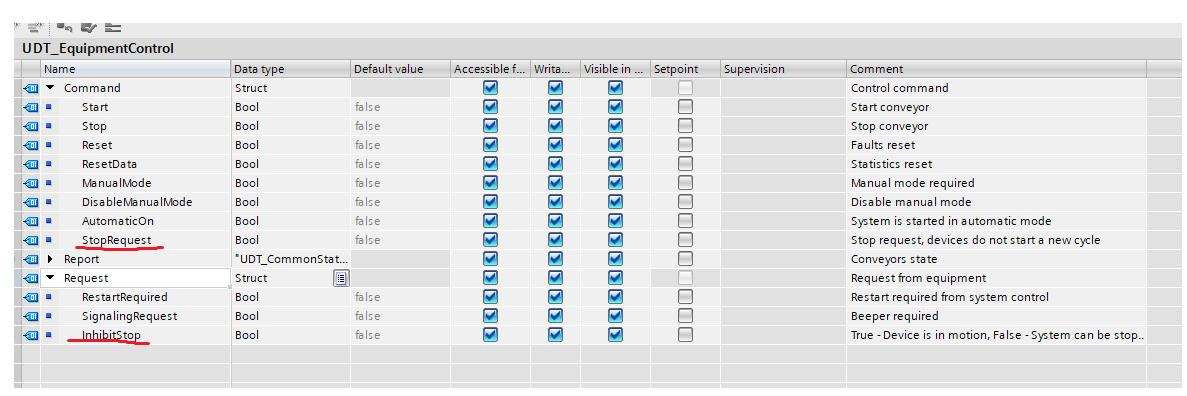 UDT_EquipmentControl
Name Data type Default value Accessible f... Writa... Visible in ... Setpoint Supervision Comment
Command Struct Control command
Start Bool false Start conveyor
Stop Bool false Stop conveyor
Reset Bool false Faults reset
ResetData Bool false Statistics reset
ManualMode Bool false Manual mode required
DisableManualMode Bool false Disable manual mode
AutomaticOn Bool false System is started in automatic mode
StopRequest Bool false Stop request, devices do not start a new cycle
Report "UDT_CommonStat... Conveyors state
Request Struct Request from equipment
RestartRequired Bool false Restart required from system control
SignalingRequest Bool false Beeper required
InhibitStop Bool false True - Device is in motion, False - System can be stop...